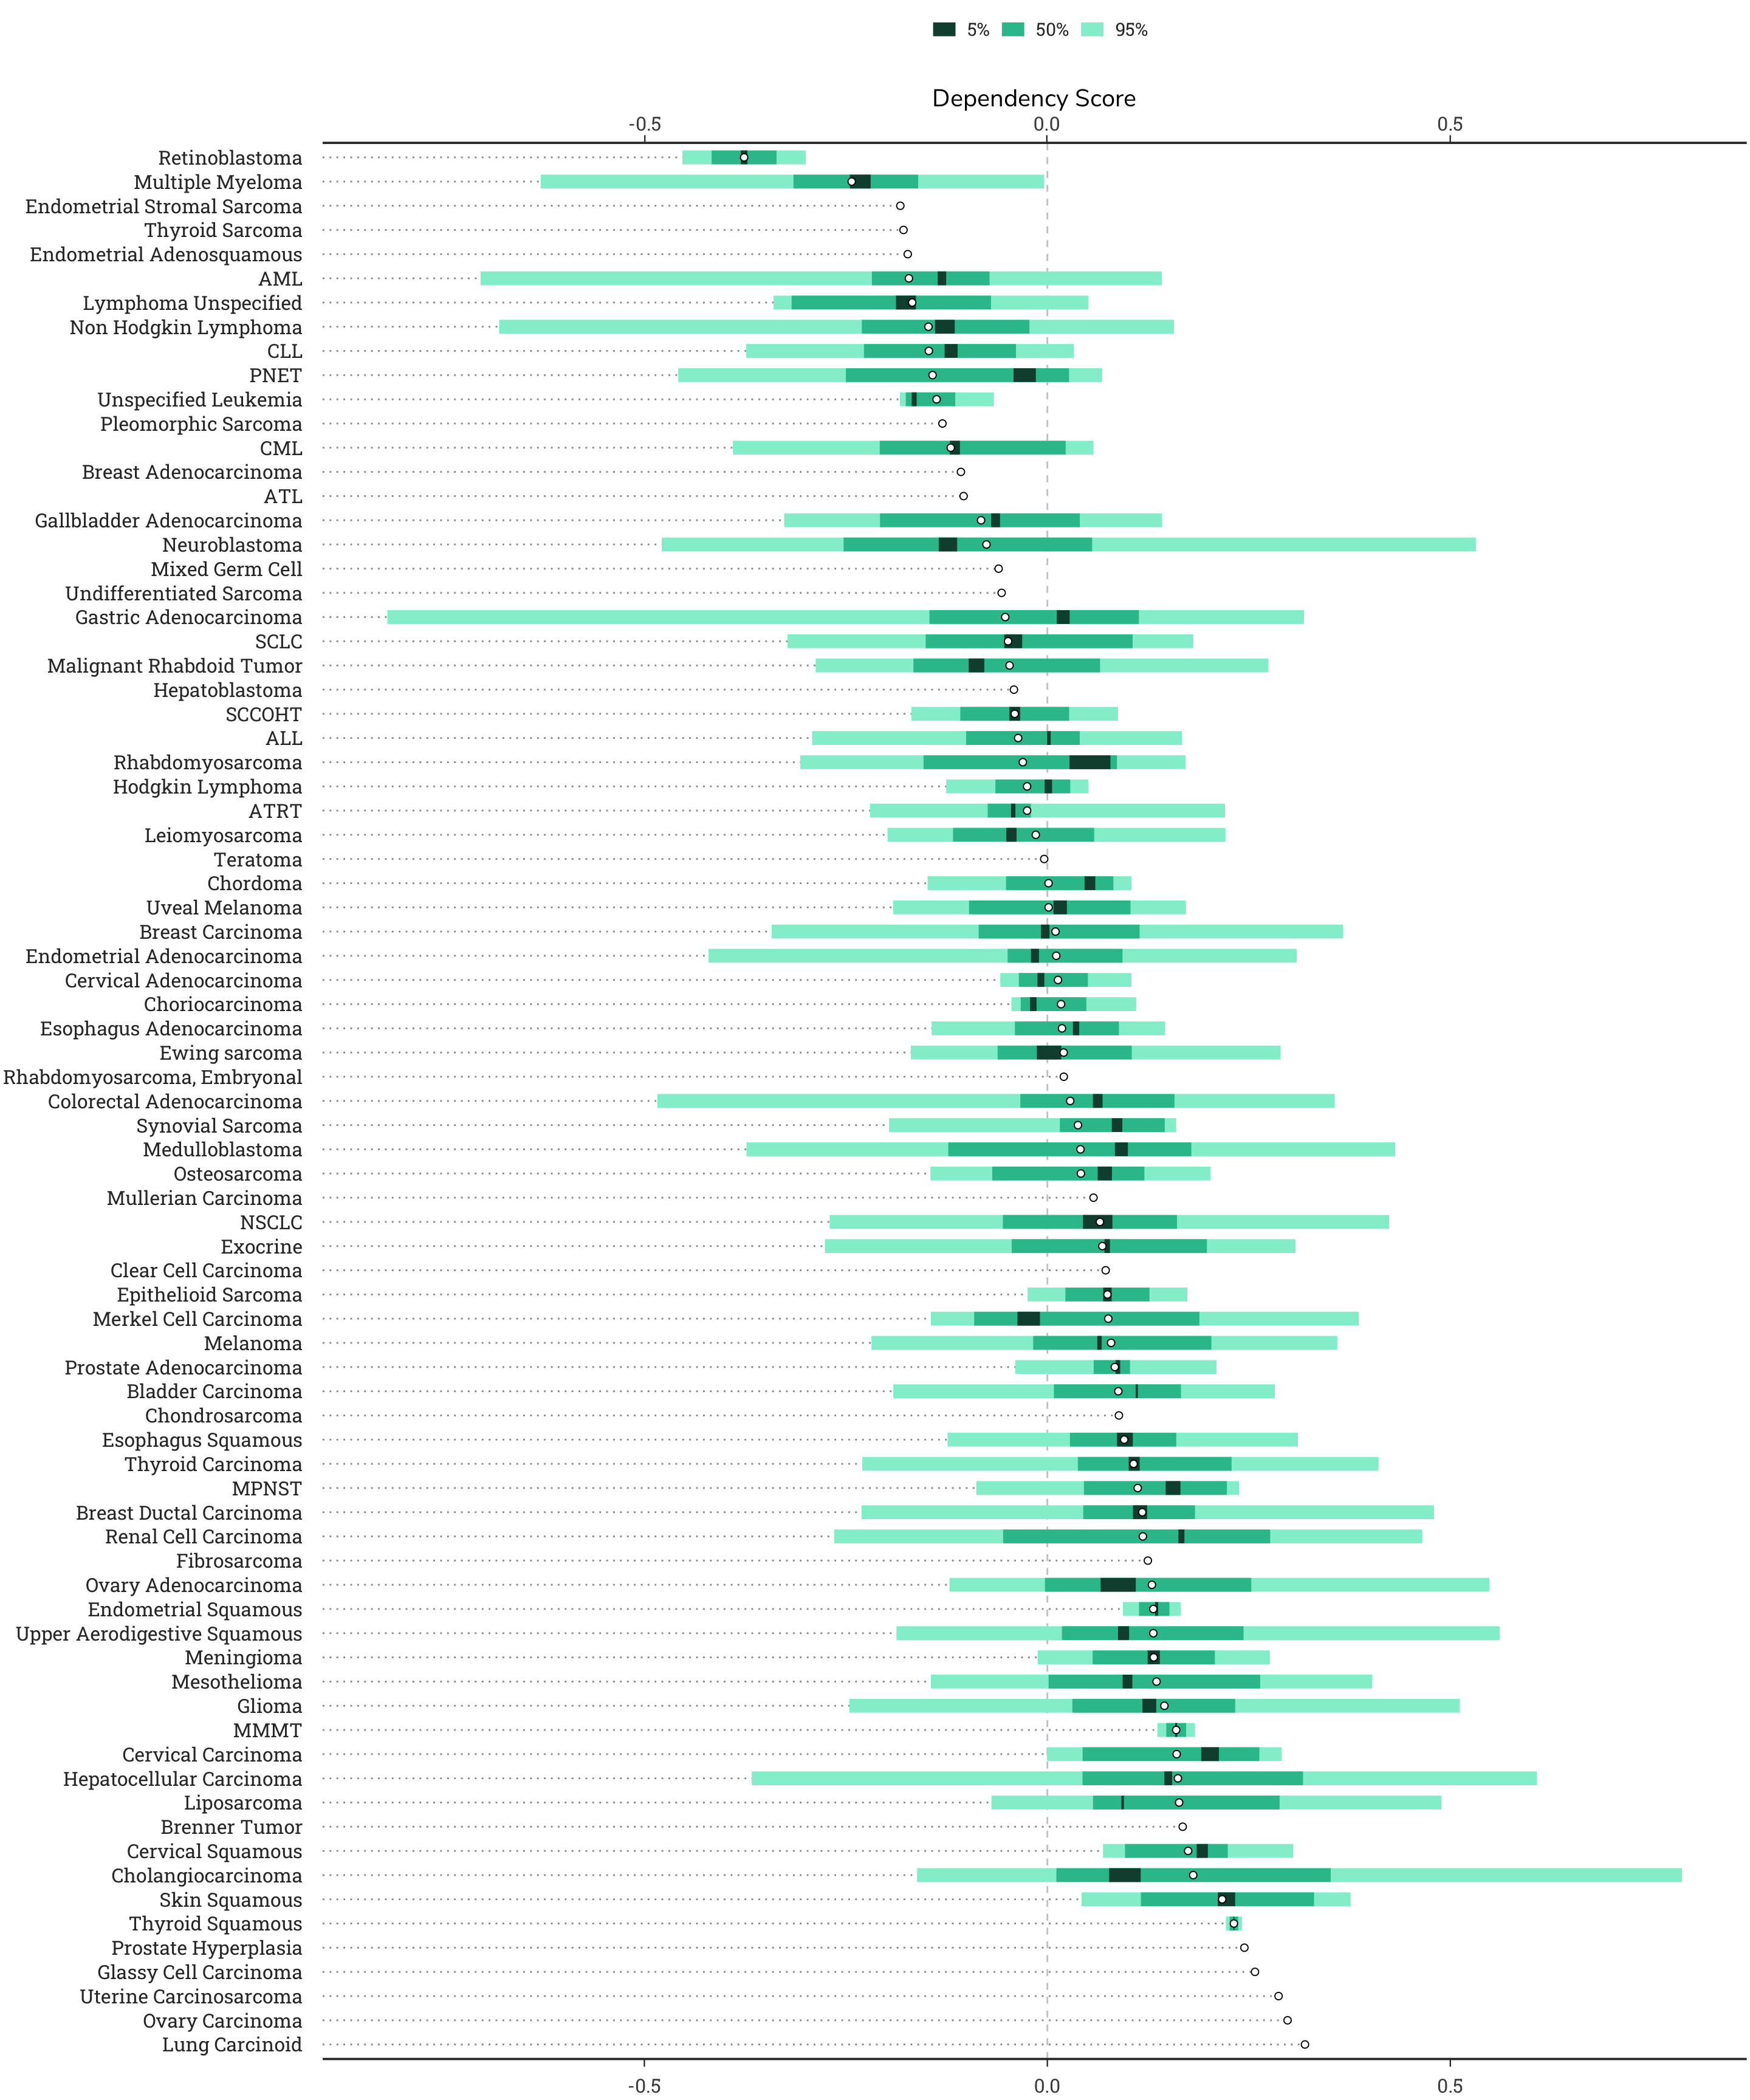 5% 50% 95%
Dependency Score
-0.5 0.0 0.5
Retinoblastoma
Multiple Myeloma
Endometrial Stromal Sarcoma
Thyroid Sarcoma
Endometrial Adenosquamous
AML
Lymphoma Unspecified
Non Hodgkin Lymphoma
CLL
PNET
Unspecified Leukemia
Pleomorphic Sarcoma
CML
Breast Adenocarcinoma
ATL
Gallbladder Adenocarcinoma
Neuroblastoma
Mixed Germ Cell
Undifferentiated Sarcoma
Gastric Adenocarcinoma
SCLC
Malignant Rhabdoid Tumor
Hepatoblastoma
SCCOHT
ALL
Rhabdomyosarcoma
Hodgkin Lymphoma
ATRT
Leiomyosarcoma
Teratoma
Chordoma
Uveal Melanoma
Breast Carcinoma
Endometrial Adenocarcinoma
Cervical Adenocarcinoma
Choriocarcinoma
Esophagus Adenocarcinoma
Ewing sarcoma
Rhabdomyosarcoma, Embryonal
Colorectal Adenocarcinoma
Synovial Sarcoma
Medulloblastoma
Osteosarcoma
Mullerian Carcinoma
NSCLC
Exocrine
Clear Cell Carcinoma
Epithelioid Sarcoma
Merkel Cell Carcinoma
Melanoma
Prostate Adenocarcinoma
Bladder Carcinoma
Chondrosarcoma
Esophagus Squamous
Thyroid Carcinoma
MPNST
Breast Ductal Carcinoma
Renal Cell Carcinoma
Fibrosarcoma
Ovary Adenocarcinoma
Endometrial Squamous
Upper Aerodigestive Squamous
Meningioma
Mesothelioma
Glioma
MMMT
Cervical Carcinoma
Hepatocellular Carcinoma
Liposarcoma
Brenner Tumor
Cervical Squamous
Cholangiocarcinoma
Skin Squamous
Thyroid Squamous
Prostate Hyperplasia
Glassy Cell Carcinoma
Uterine Carcinosarcoma
Ovary Carcinoma
Lung Carcinoid
-0.5 0.0 0.5